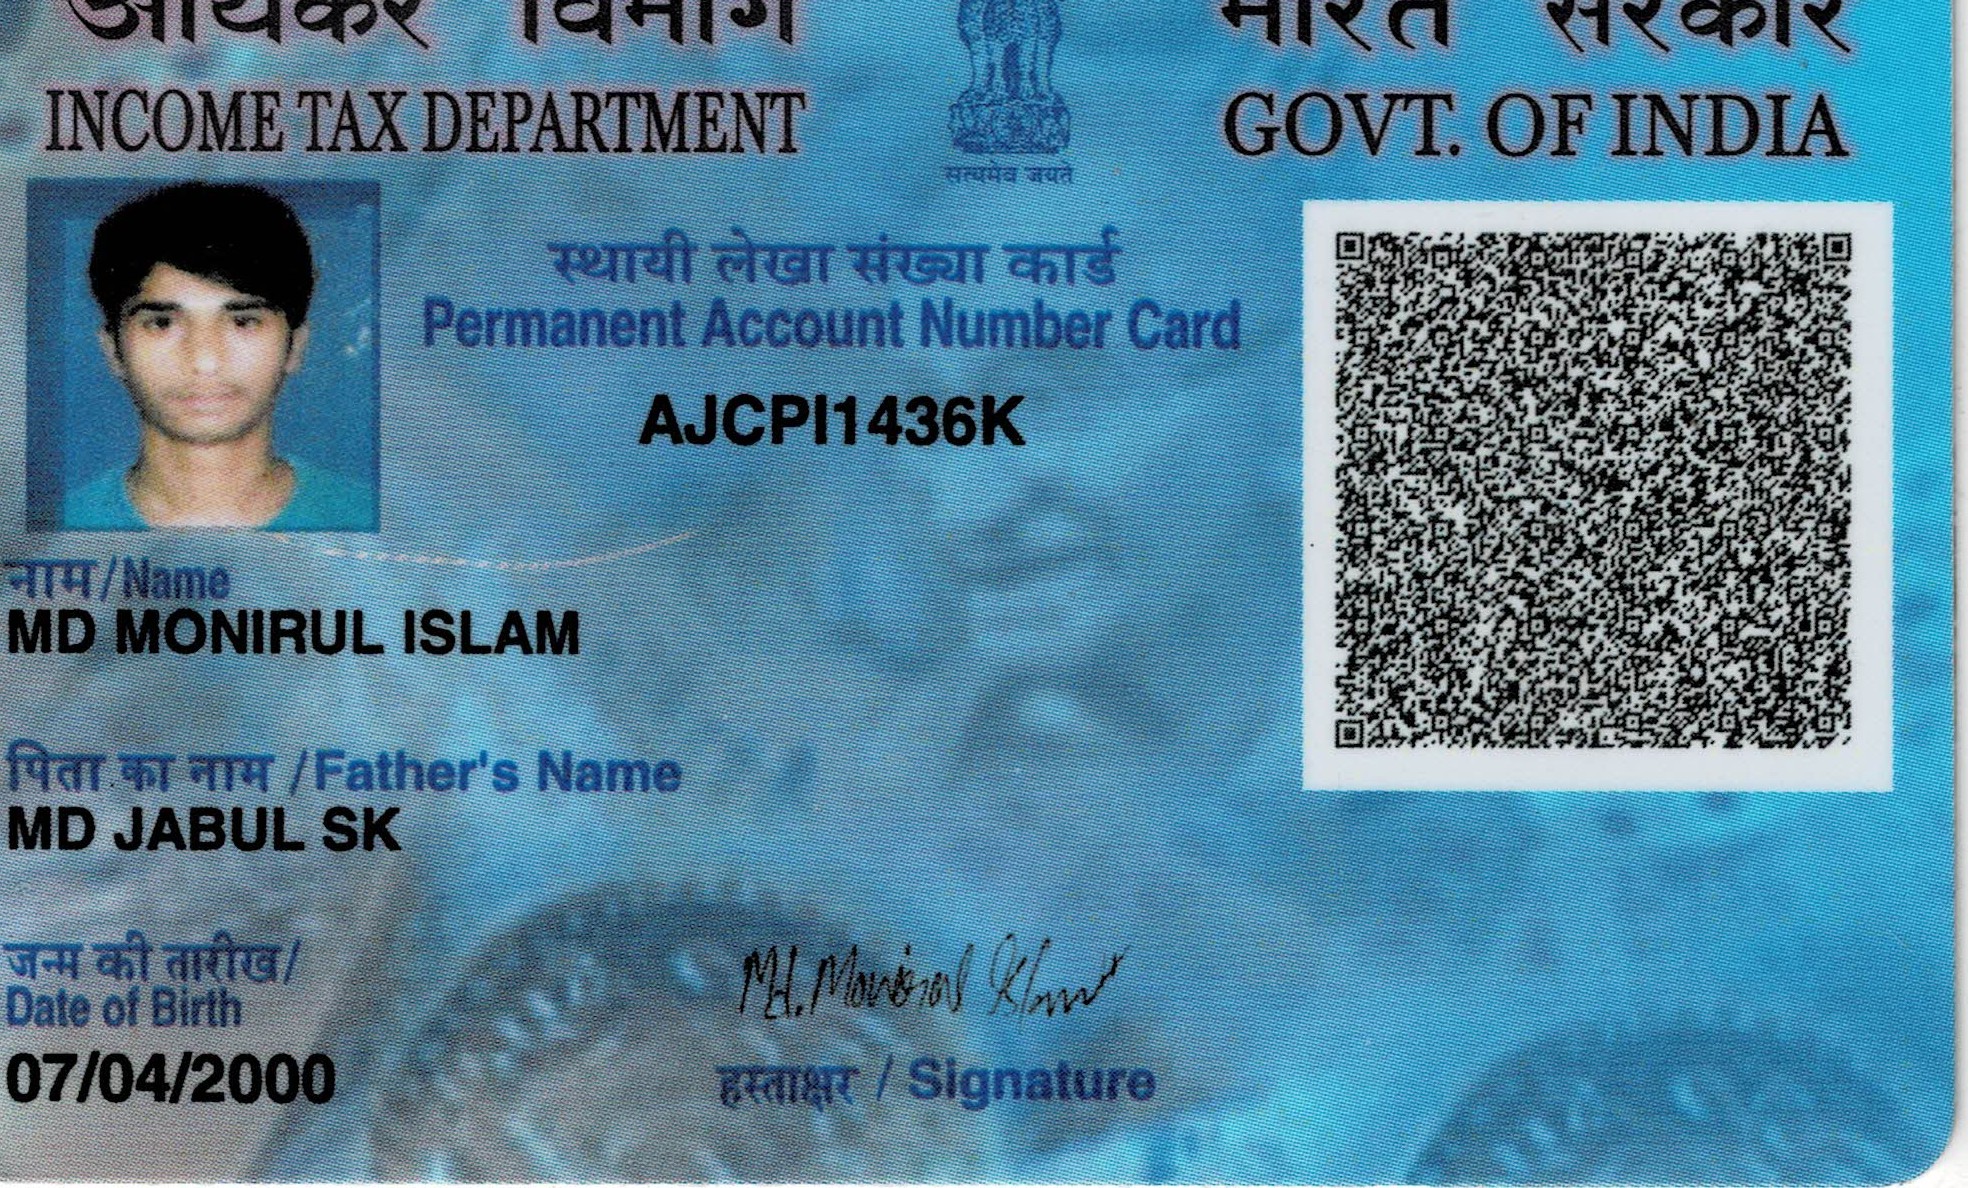 आयकर विभाग
INCOME TAX DEPARTMENT
भारत सरकार
GOVT. OF INDIA
सत्यमेव जयते
स्थायी लेखा संख्या कार्ड
Permanent Account Number Card
AJCPI1436K
नाम/Name
MD MONIRUL ISLAM
पिता का नाम/Father's Name
MD JABUL SK
जन्म की तारीख/
Date of Birth
07/04/2000
Md. Monirul Islam
हस्ताक्षर / Signature